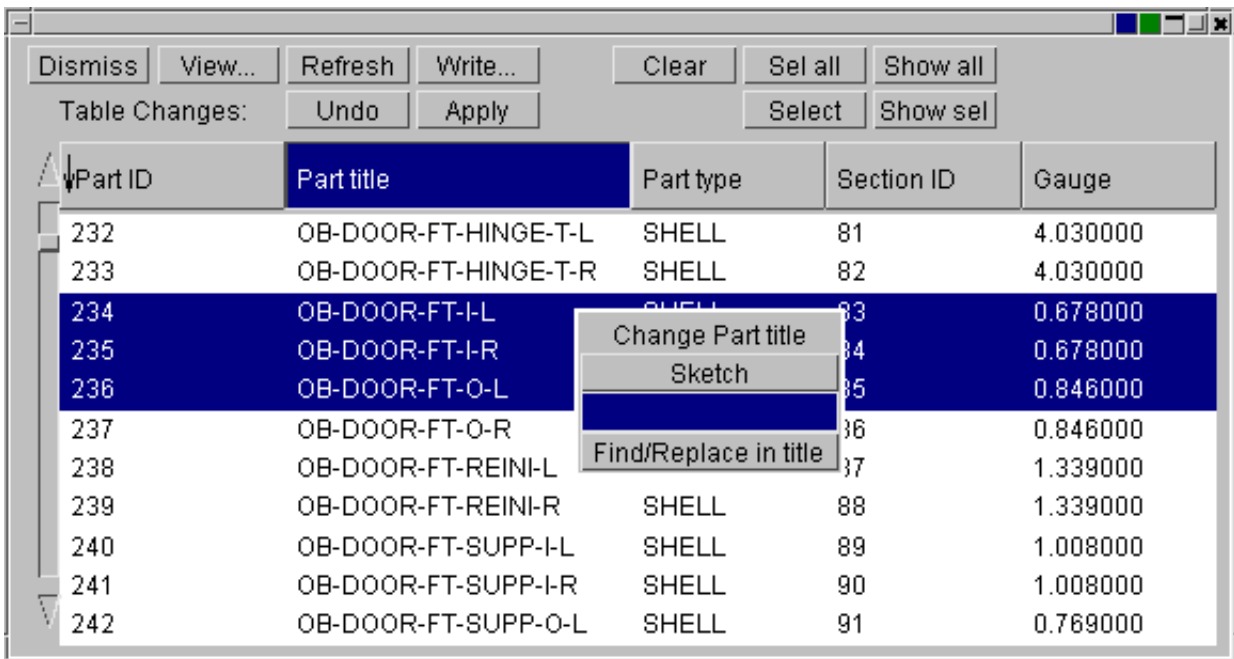 Dismiss View... Refresh Write... Clear Sel all Show all
Table Changes: Undo Apply Select Show sel
Part ID Part title Part type Section ID Gauge
232 OB-DOOR-FT-HINGE-T-L SHELL 81 4.030000
233 OB-DOOR-FT-HINGE-T-R SHELL 82 4.030000
234 OB-DOOR-FT-I-L SHELL 83 0.678000
Change Part title
235 OB-DOOR-FT-I-R 84 0.678000
Sketch
236 OB-DOOR-FT-O-L 85 0.846000
237 OB-DOOR-FT-O-R 86 0.846000
Find/Replace in title
238 OB-DOOR-FT-REINI-L 87 1.339000
239 OB-DOOR-FT-REINI-R SHELL 88 1.339000
240 OB-DOOR-FT-SUPP-I-L SHELL 89 1.008000
241 OB-DOOR-FT-SUPP-I-R SHELL 90 1.008000
242 OB-DOOR-FT-SUPP-O-L SHELL 91 0.769000